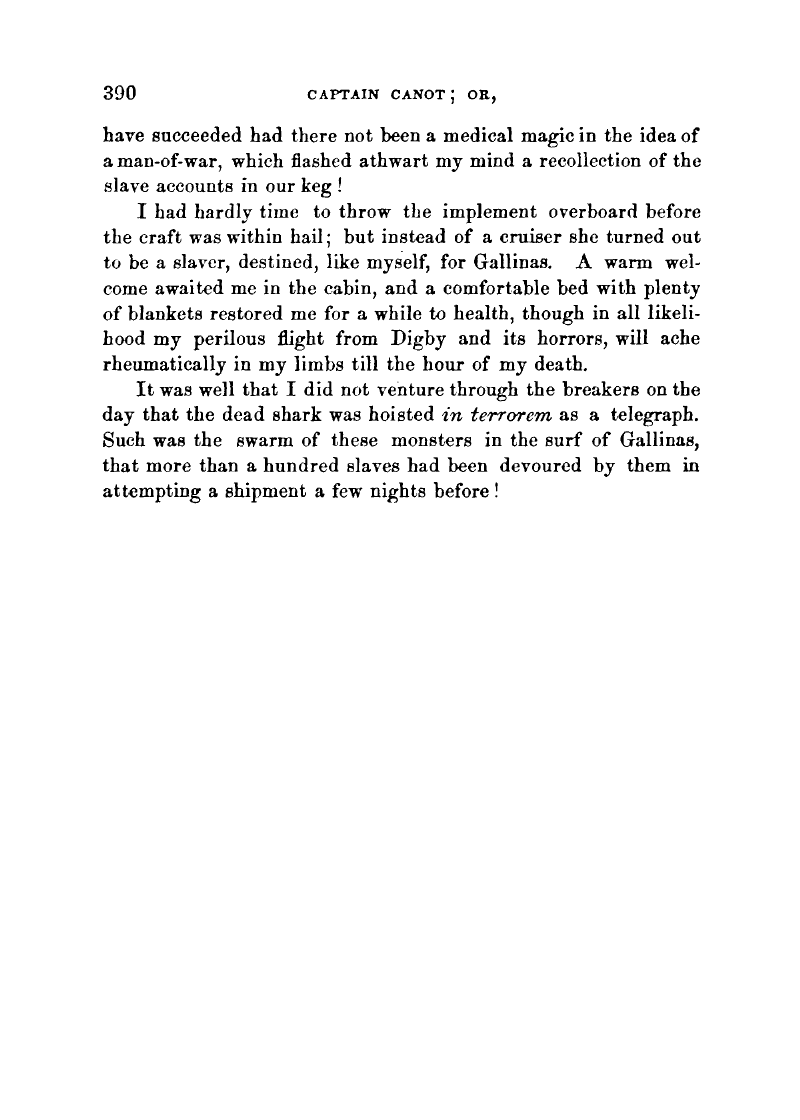 390 CAPTAIN CANOT; OR,
have succeeded had there not been a medical magic in the idea of
a man-of-war, which flashed athwart my mind a recollection of the
slave accounts in our keg!
I had hardly time to throw the implement overboard before
the craft was within hail; but instead of a cruiser she turned out
to be a slaver, destined, like myself, for Gallinas. A warm wel-
come awaited me in the cabin, and a comfortable bed with plenty
of blankets restored me for a while to health, though in all likeli-
hood my perilous flight from Digby and its horrors, will ache
rheumatically in my limbs till the hour of my death.
It was well that I did not venture through the breakers on the
day that the dead shark was hoisted in terrorem as a telegraph.
Such was the swarm of these monsters in the surf of Gallinas,
that more than a hundred slaves had been devoured by them in
attempting a shipment a few nights before!